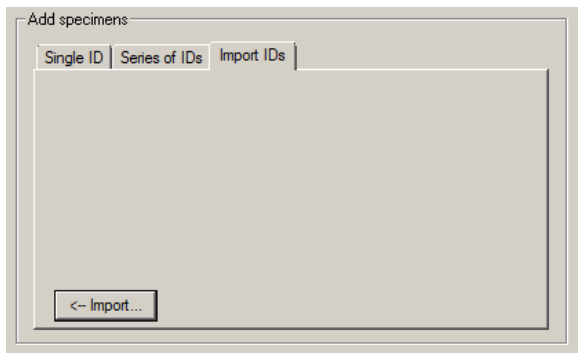 Add specimens
Single ID Series of IDs Import IDs
<-- Import...